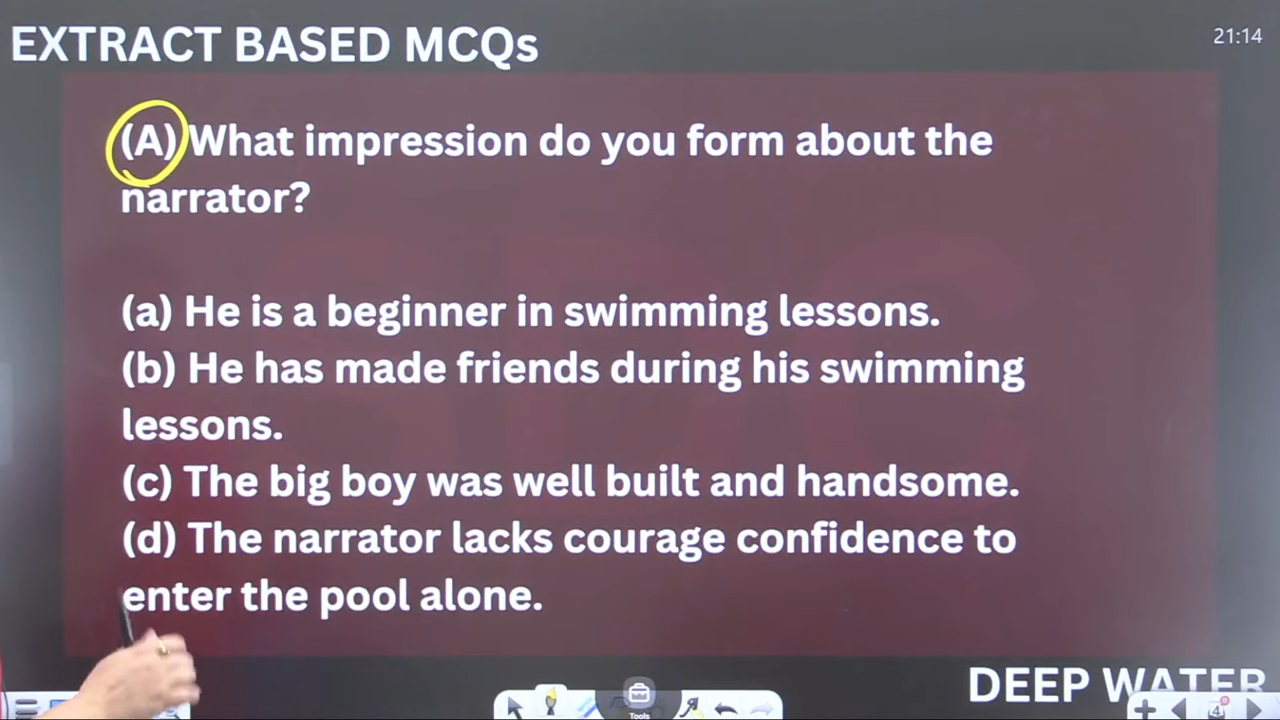 EXTRACT BASED MCQs
21:14
(A) What impression do you form about the
narrator?
(a) He is a beginner in swimming lessons.
(b) He has made friends during his swimming
lessons.
(c) The big boy was well built and handsome.
(d) The narrator lacks courage confidence to
enter the pool alone.
DEEP WATER
Tools
4